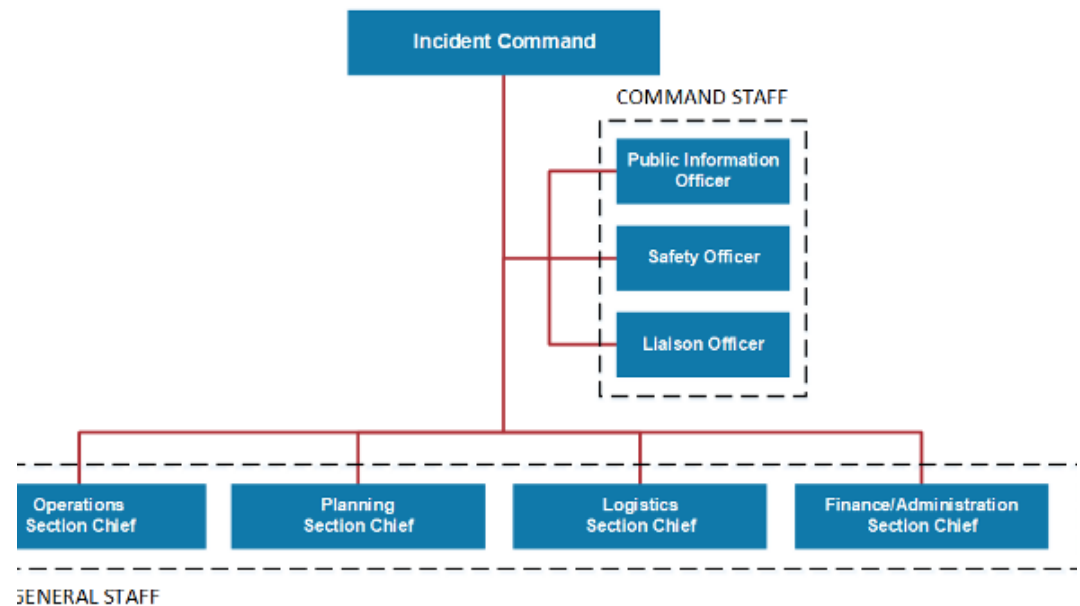 Incident Command
COMMAND STAFF
Public Information
Officer
Safety Officer
Liaison Officer
Operations
Section Chief
Planning
Section Chief
Logistics
Section Chief
Finance/Administration
Section Chief
GENERAL STAFF